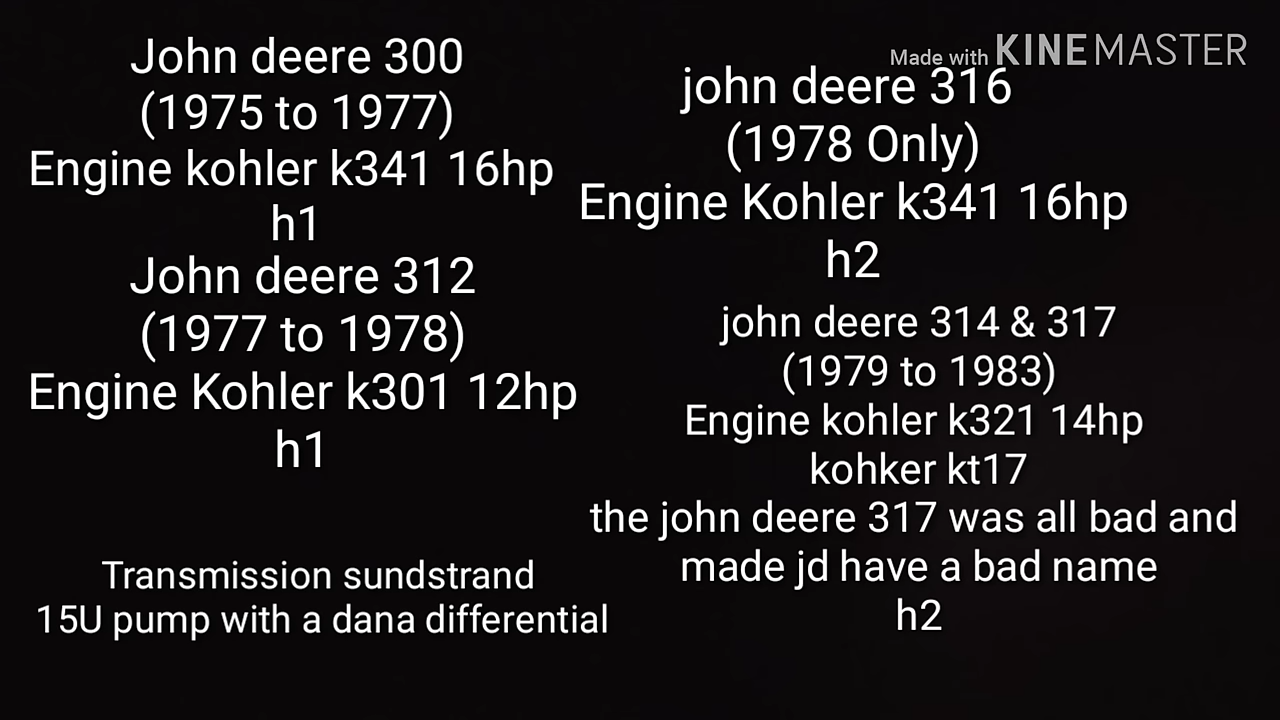 Made with KINEMASTER
John deere 300
(1975 to 1977)
Engine kohler k341 16hp
h1
John deere 312
(1977 to 1978)
Engine Kohler k301 12hp
h1
Transmission sundstrand
15U pump with a dana differential
john deere 316
(1978 Only)
Engine Kohler k341 16hp
h2
john deere 314 & 317
(1979 to 1983)
Engine kohler k321 14hp
kohker kt17
the john deere 317 was all bad and
made jd have a bad name
h2